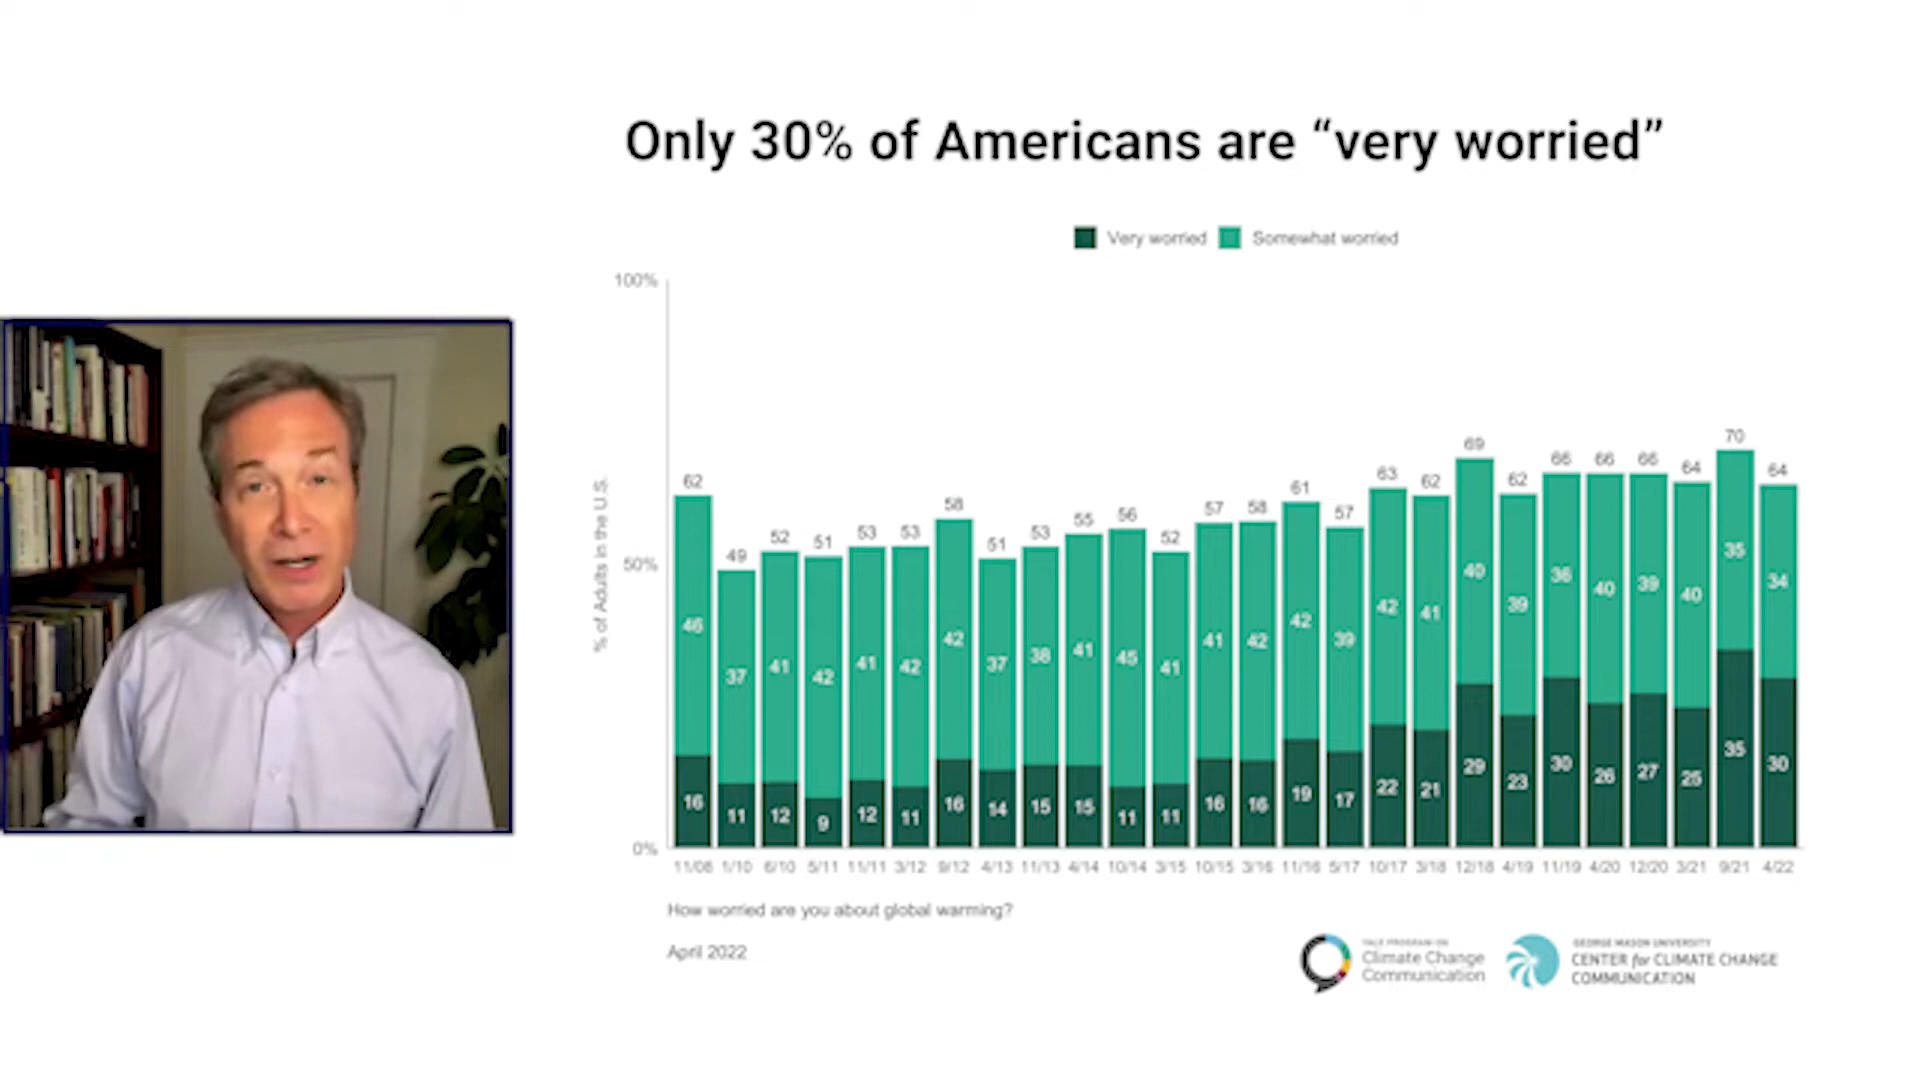 Only 30% of Americans are “very worried”
Very worried Somewhat worried
100%
50%
0%
% of Adults in the U.S.
62 49 52 51 53 53 58 51 53 55 56 52 57 58 61 57 63 62 69 62 66 66 66 64 70 64
46 37 41 42 41 42 42 37 38 41 45 41 41 42 42 39 42 41 40 39 36 40 39 40 35 34
16 11 12 9 12 11 16 14 15 15 11 11 16 16 19 17 22 21 29 23 30 26 27 25 35 30
11/08 1/10 6/10 5/11 11/11 3/12 9/12 4/13 11/13 4/14 10/14 3/15 10/15 3/16 11/16 5/17 10/17 3/18 12/18 4/19 11/19 4/20 12/20 3/21 9/21 4/22
How worried are you about global warming?
April 2022
YALE PROGRAM ON
Climate Change
Communication
GEORGE MASON UNIVERSITY
CENTER for CLIMATE CHANGE
COMMUNICATION